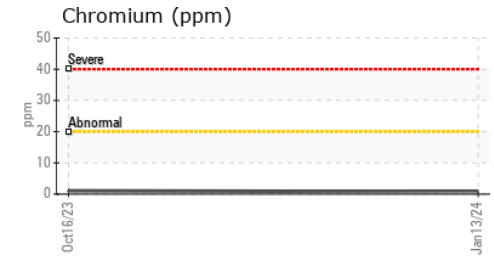 Chromium (ppm)
50
Severe
40
30
ppm
Abnormal
20
10
0
Oct16/23
Jan13/24